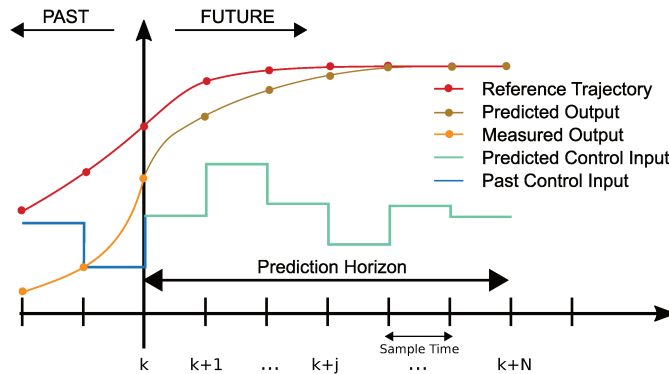 PAST
FUTURE
Reference Trajectory
Predicted Output
Measured Output
Predicted Control Input
Past Control Input
Prediction Horizon
Sample Time
k
k+1
...
k+j
...
k+N